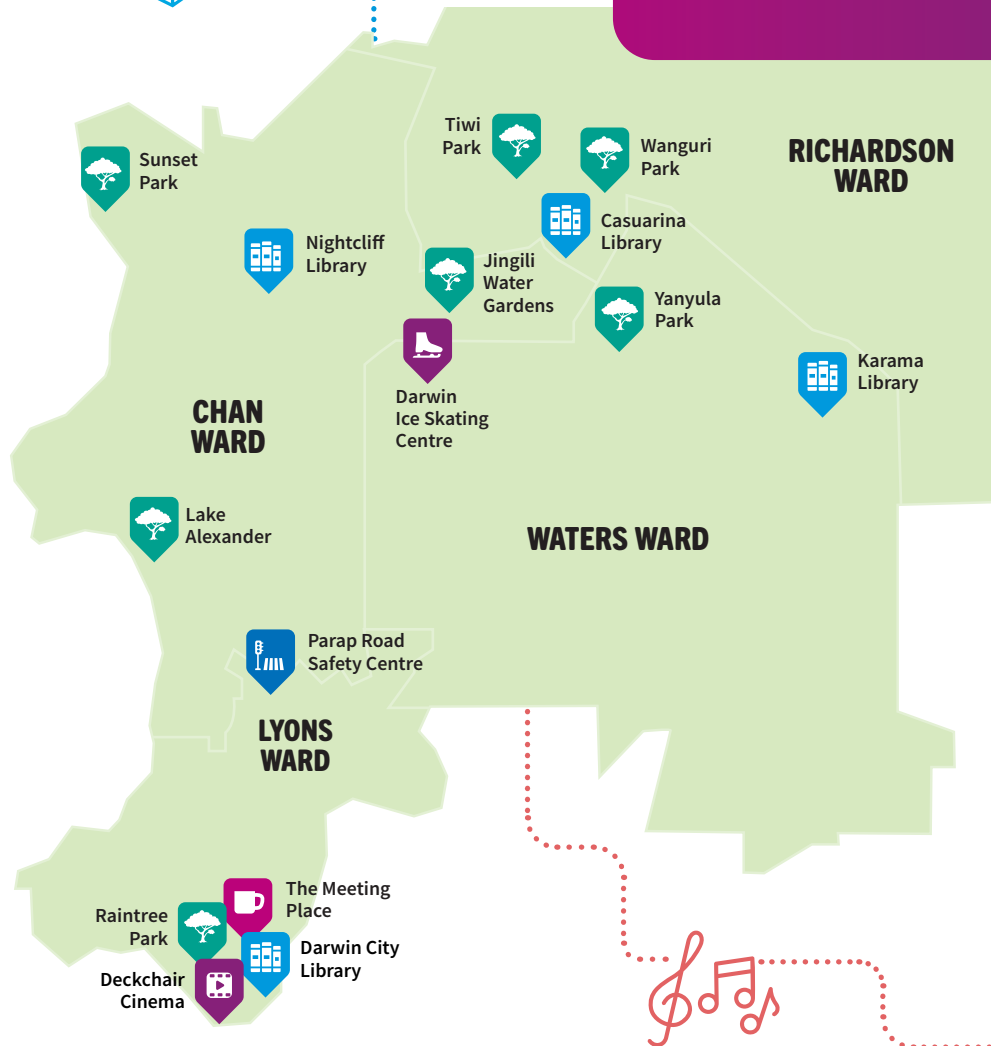 Tiwi
Park
Wanguri
Park
RICHARDSON
WARD
Sunset
Park
Casuarina
Library
Nightcliff
Library
Jingili
Water
Gardens
Yanyula
Park
Karama
Library
Darwin
Ice Skating
Centre
CHAN
WARD
Lake
Alexander
WATERS WARD
Parap Road
Safety Centre
LYONS
WARD
The Meeting
Place
Raintree
Park
Darwin City
Library
Deckchair
Cinema